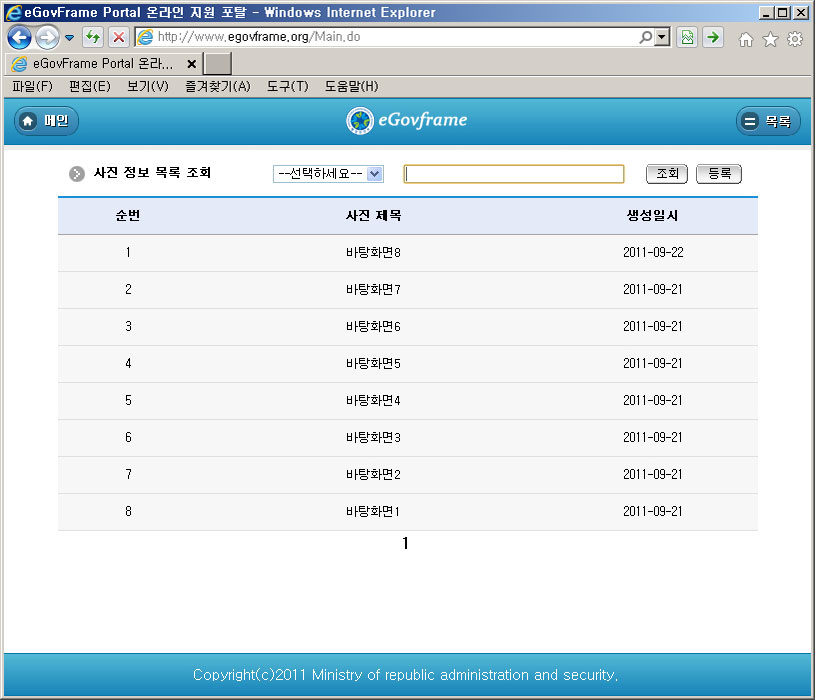 eGovFrame Portal 온라인 지원 포탈 - Windows Internet Explorer
http://www.egovframe.org/Main.do
eGovFrame Portal 온라...
파일(F) 편집(E) 보기(V) 즐겨찾기(A) 도구(T) 도움말(H)
메인 eGovframe 목록
사진 정보 목록 조회 --선택하세요-- 조회 등록
순번 사진 제목 생성일시
1 바탕화면8 2011-09-22
2 바탕화면7 2011-09-21
3 바탕화면6 2011-09-21
4 바탕화면5 2011-09-21
5 바탕화면4 2011-09-21
6 바탕화면3 2011-09-21
7 바탕화면2 2011-09-21
8 바탕화면1 2011-09-21
1
Copyright(c)2011 Ministry of republic administration and security.